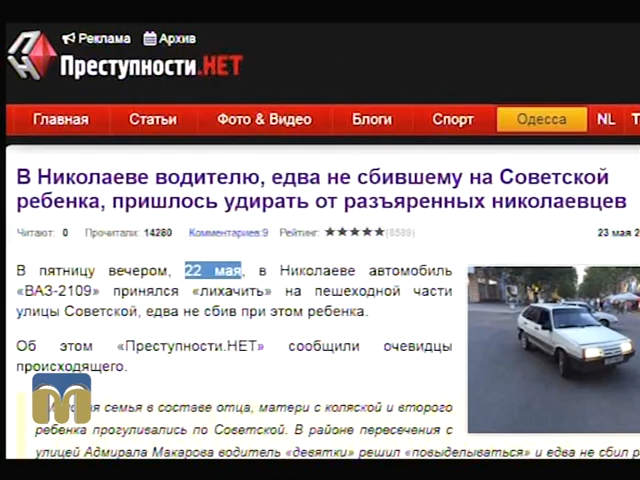 Реклама Архив
ПН
Преступности.НЕТ
Главная Статьи Фото & Видео Блоги Спорт Одесса NL
В Николаеве водителю, едва не сбившему на Советской
ребенка, пришлось удирать от разъяренных николаевцев
Читают: 0 Прочитали: 14280 Комментариев:9 Рейтинг: (8589) 23 мая
В пятницу вечером, 22 мая, в Николаеве автомобиль
«ВАЗ-2109» принялся «лихачить» на пешеходной части
улицы Советской, едва не сбив при этом ребенка.
Об этом «Преступности.НЕТ» сообщили очевидцы
происходящего.
семья в составе отца, матери с коляской и второго
ребенка прогуливались по Советской. В районе пересечения с
улицей Адмирала Макарова водитель «девятки» решил «повыделываться» и едва не сбил